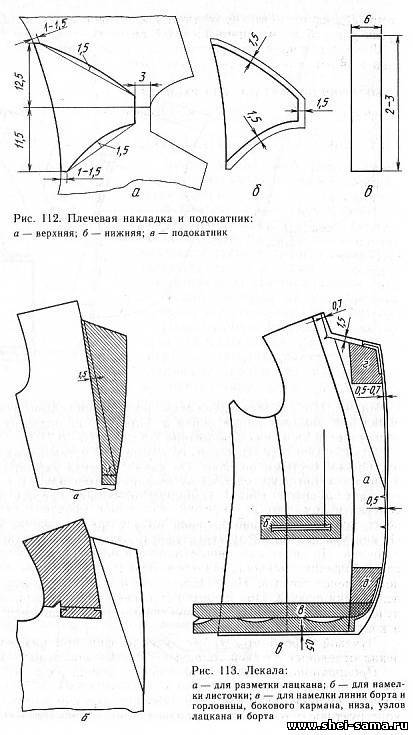 1-1,5
1,5
12,5
3
11,5
1,5
1-1,5
а
1,5
1,5
1,5
б
6
2-3
в
Рис. 112. Плечевая накладка и подокатник:
а — верхняя; б — нижняя; в — подокатник
1,5
а
б
0,7
1,5
г
0,5-0,7
а
0,5
б
в
0,5
в
Рис. 113. Лекала:
а — для разметки лацкана; б — для намел-
ки листочки; в — для намелки линии борта и
горловины, бокового кармана, низа, узлов
лацкана и борта
www.shei-sama.ru